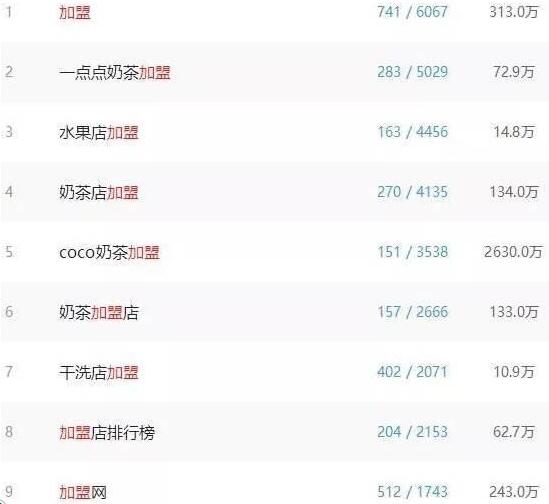 1 加盟 741 / 6067 313.0万
2 一点点奶茶加盟 283 / 5029 72.9万
3 水果店加盟 163 / 4456 14.8万
4 奶茶店加盟 270 / 4135 134.0万
5 coco奶茶加盟 151 / 3538 2630.0万
6 奶茶加盟店 157 / 2666 133.0万
7 干洗店加盟 402 / 2071 10.9万
8 加盟店排行榜 204 / 2153 62.7万
9 加盟网 512 / 1743 243.0万